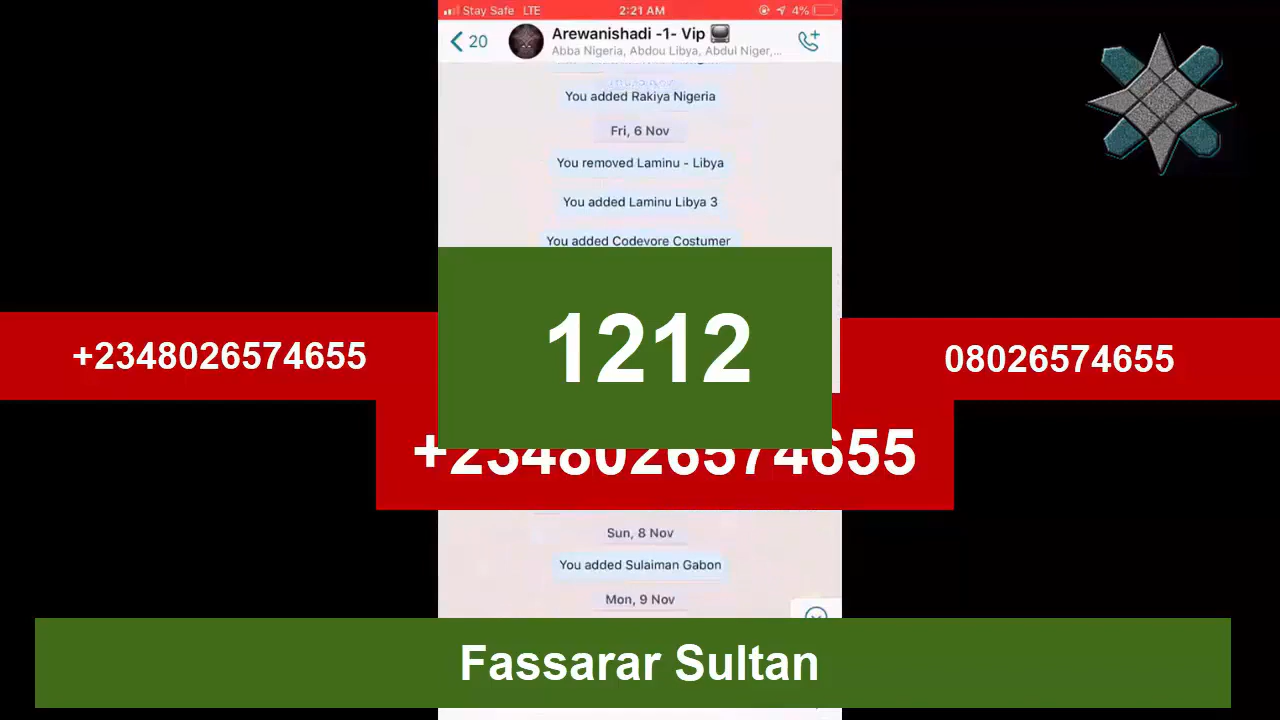 Stay Safe LTE 2:21 AM 4%
20 Arewanishadi -1- Vip
Abba Nigeria, Abdou Libya, Abdul Niger,...
You added Rakiya Nigeria
Fri, 6 Nov
You removed Laminu - Libya
You added Laminu Libya 3
You added Codevore Costumer
1212
+2348026574655
08026574655
+2348026574655
Sun, 8 Nov
You added Sulaiman Gabon
Mon, 9 Nov
Fassarar Sultan